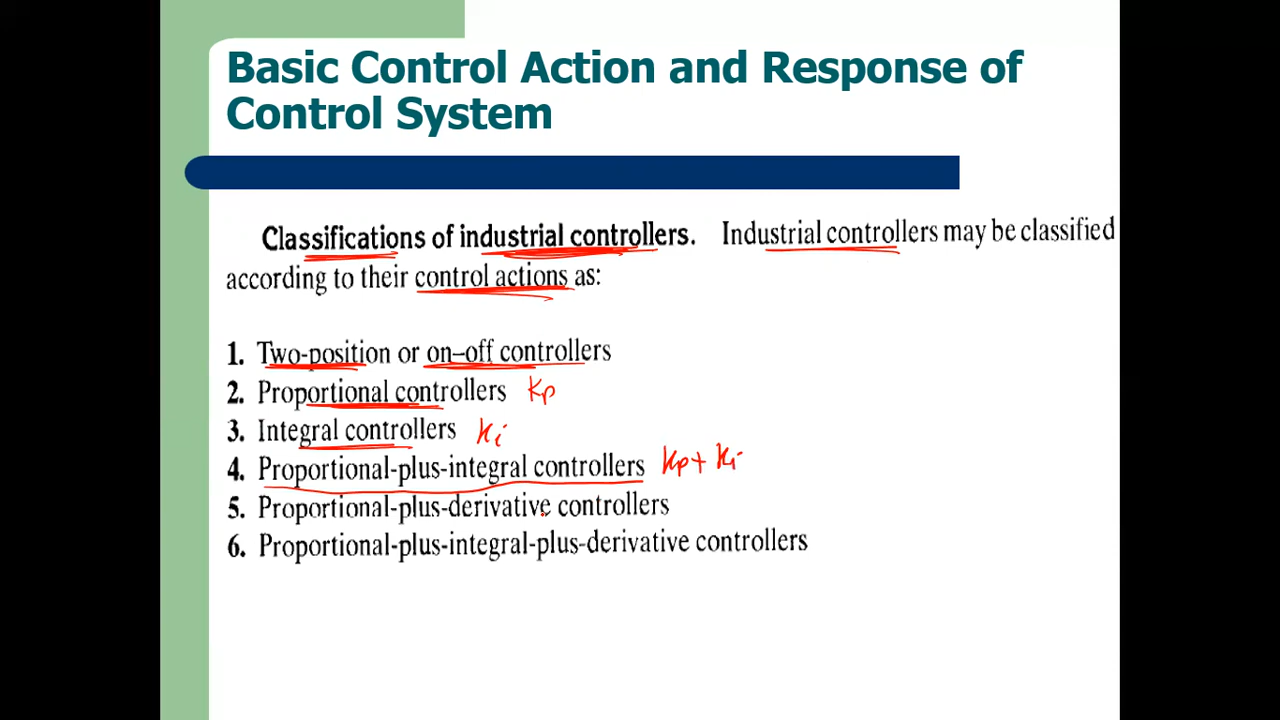 Basic Control Action and Response of
Control System
Classifications of industrial controllers. Industrial controllers may be classified
according to their control actions as:
1. Two-position or on–off controllers
2. Proportional controllers Kp
3. Integral controllers Ki
4. Proportional-plus-integral controllers Kp + Ki
5. Proportional-plus-derivative controllers
6. Proportional-plus-integral-plus-derivative controllers